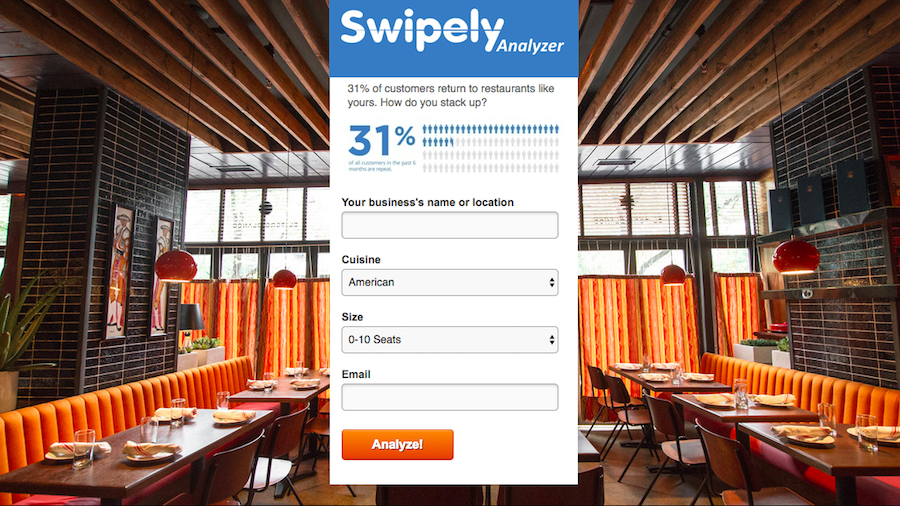 Swipely
Analyzer
31% of customers return to restaurants like
yours. How do you stack up?
31%
of all customers in the past 6
months are repeat.
Your business's name or location
Cuisine
American
Size
0-10 Seats
Email
Analyze!